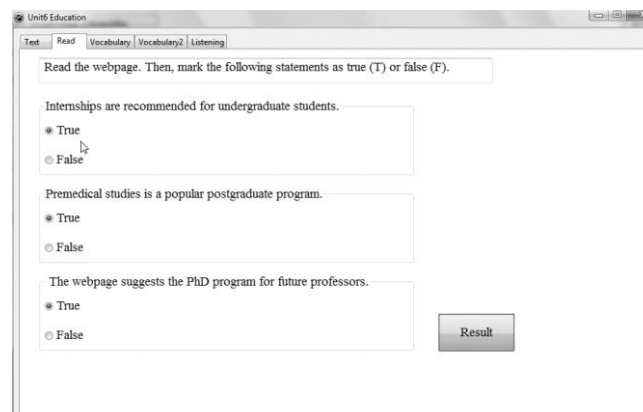 Unit6 Education
Text Read Vocabulary Vocabulary2 Listening
Read the webpage. Then, mark the following statements as true (T) or false (F).
Internships are recommended for undergraduate students.
True
False
Premedical studies is a popular postgraduate program.
True
False
The webpage suggests the PhD program for future professors.
True
False
Result